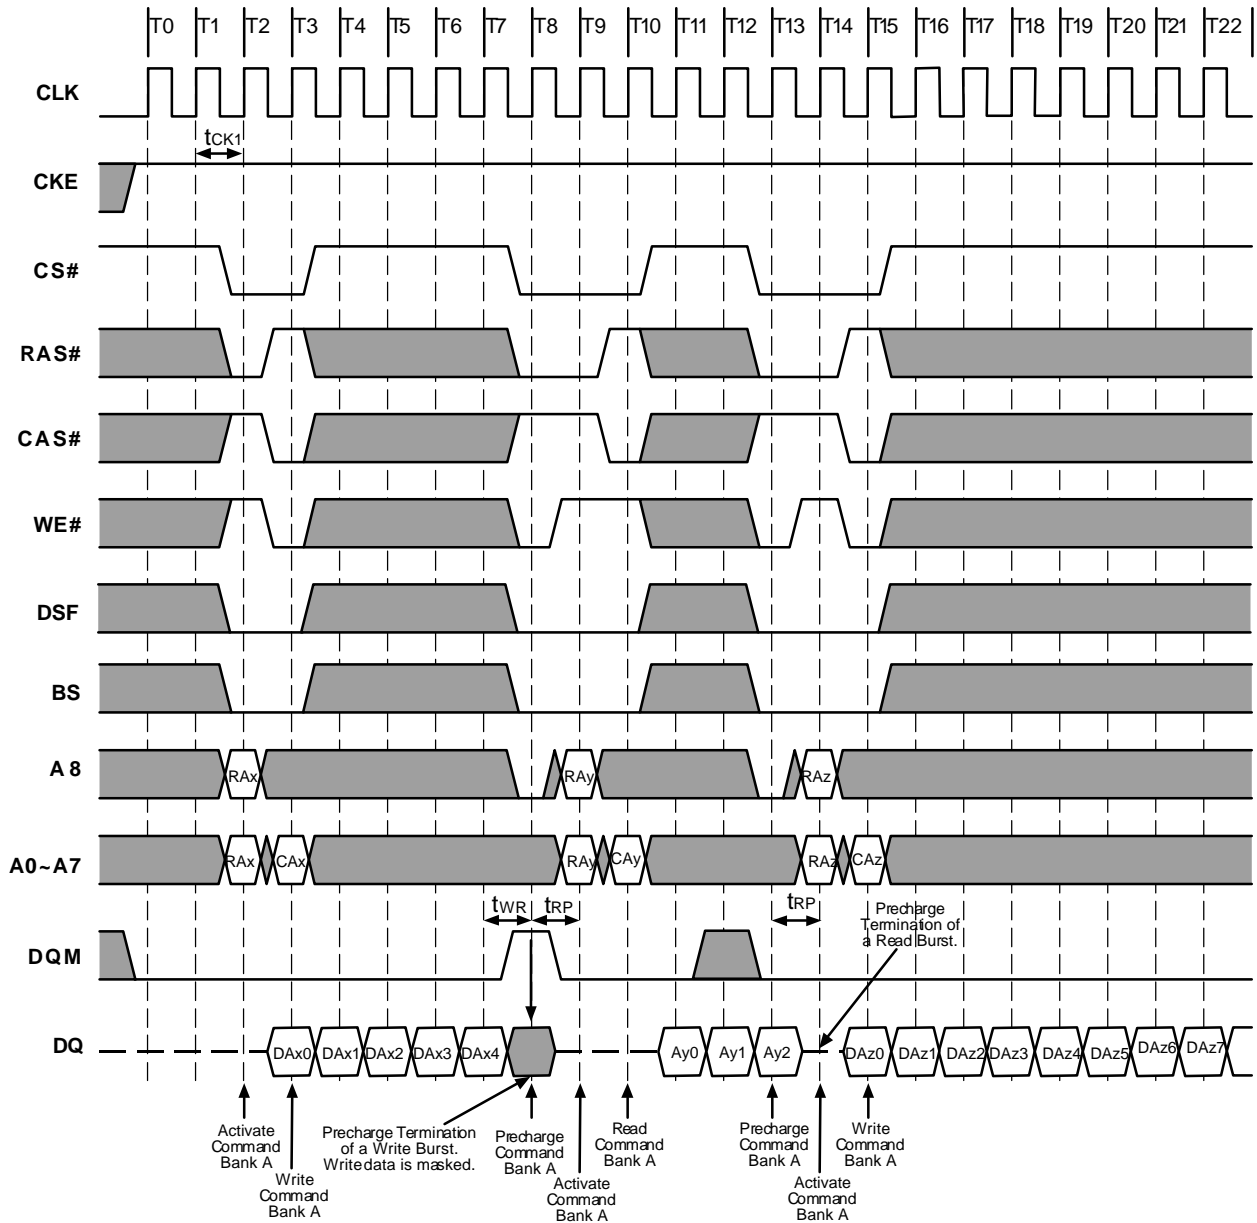 T0 T1 T2 T3 T4 T5 T6 T7 T8 T9 T10 T11 T12 T13 T14 T15 T16 T17 T18 T19 T20 T21 T22
CLK
tCK1
CKE
CS#
RAS#
CAS#
WE#
DSF
BS
A8
RAx RAy RAz
A0~A7
RAx CAx RAy CAy RAz CAz
tWR tRP tRP
Precharge
Termination of
a Read Burst.
DQM
DQ
DAx0 DAx1 DAx2 DAx3 DAx4 Ay0 Ay1 Ay2 DAz0 DAz1 DAz2 DAz3 DAz4 DAz5 DAz6 DAz7
Activate
Command
Bank A
Write
Command
Bank A
Precharge Termination
of a Write Burst.
Write data is masked.
Precharge
Command
Bank A
Activate
Command
Bank A
Read
Command
Bank A
Precharge
Command
Bank A
Activate
Command
Bank A
Write
Command
Bank A